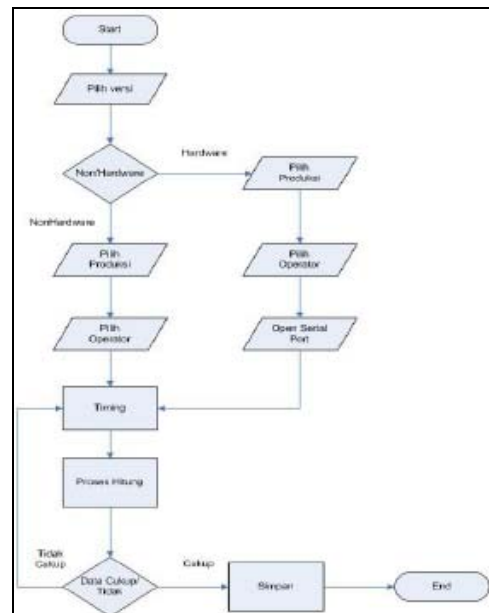 Start
Pilih versi
Non/Hardware
Hardware
Pilih
Produksi
NonHardware
Pilih
Produksi
Pilih
Operator
Pilih
Operator
Open Serial
Port
Timing
Proses Hitung
Tidak
Cukup
Data Cukup/
Tidak
Cukup
Simpan
End